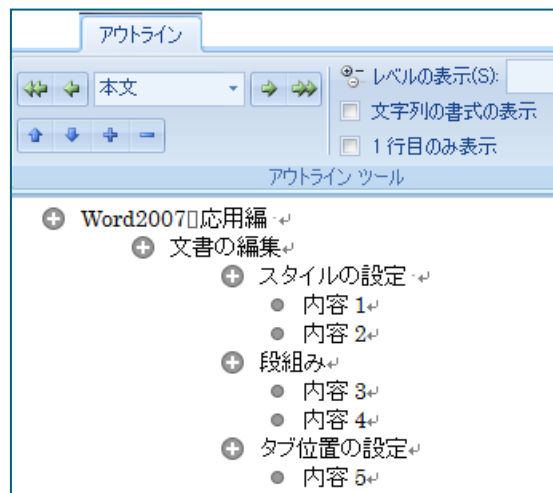 アウトライン
本文
レベルの表示(S):
文字列の書式の表示
1 行目のみ表示
アウトライン ツール
Word2007□応用編
文書の編集
スタイルの設定
内容 1
内容 2
段組み
内容 3
内容 4
タブ位置の設定
内容 5